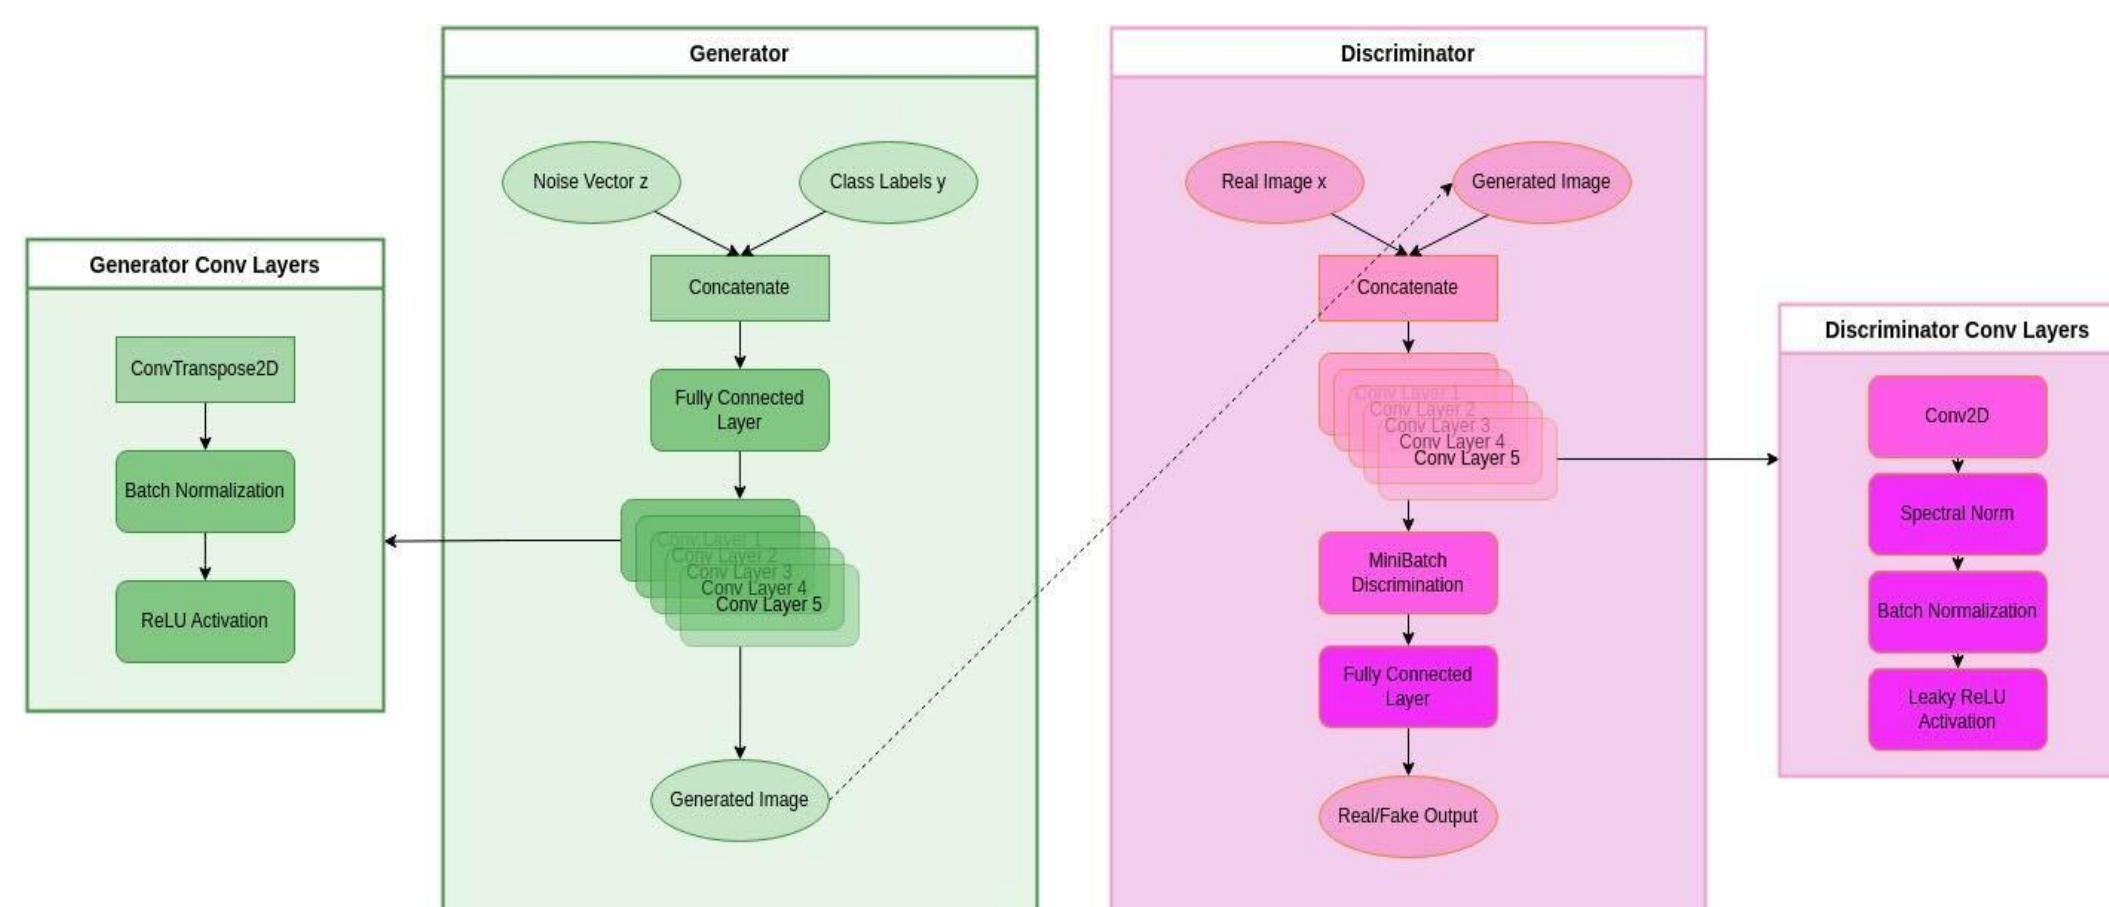 Generator
Noise Vector z
Class Labels y
Concatenate
Fully Connected
Layer
Conv Layer 1
Conv Layer 2
Conv Layer 3
Conv Layer 4
Conv Layer 5
Generated Image
Generator Conv Layers
ConvTranspose2D
Batch Normalization
ReLU Activation
Discriminator
Real Image x
Generated Image
Concatenate
Conv Layer 1
Conv Layer 2
Conv Layer 3
Conv Layer 4
Conv Layer 5
MiniBatch
Discrimination
Fully Connected
Layer
Real/Fake Output
Discriminator Conv Layers
Conv2D
Spectral Norm
Batch Normalization
Leaky ReLU
Activation